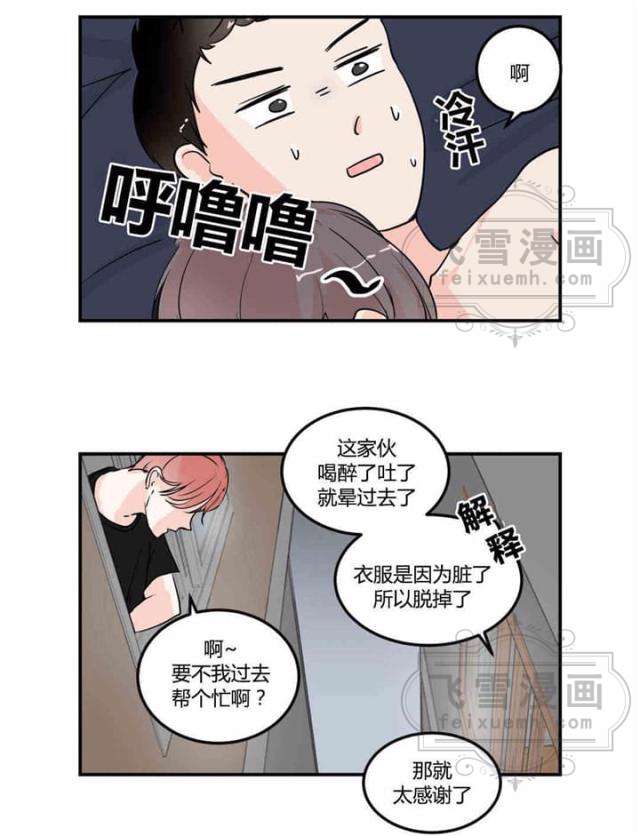 啊
冷汗
呼噜噜~
飞雪漫画
feixuemh.com
这家伙
喝醉了吐了
就晕过去了
解释
衣服是因为脏了
所以脱掉了
啊~
要不我过去
帮个忙啊？
飞雪漫画
feixuemh.com
那就
太感谢了